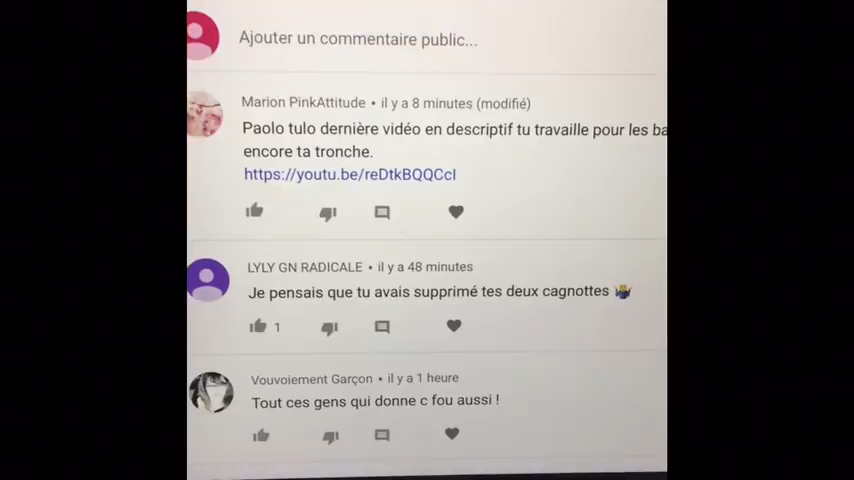 Ajouter un commentaire public...
Marion PinkAttitude • il y a 8 minutes (modifié)
Paolo tulo dernière vidéo en descriptif tu travaille pour les ba
encore ta tronche.
https://youtu.be/reDtkBQQCcI
LYLY GN RADICALE • il y a 48 minutes
Je pensais que tu avais supprimé tes deux cagnottes 🤷
1
Vouvoiement Garçon • il y a 1 heure
Tout ces gens qui donne c fou aussi !